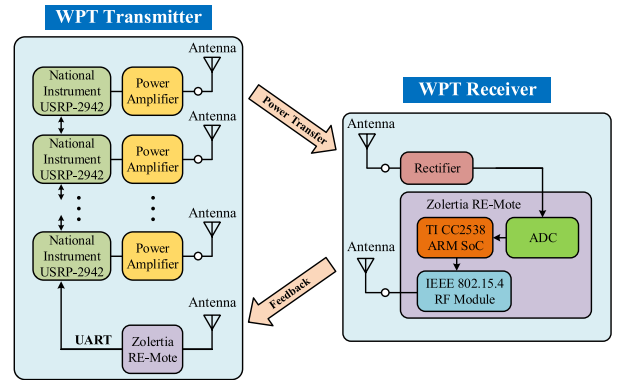 WPT Transmitter
Antenna
National
Instrument
USRP-2942
Power
Amplifier
Antenna
National
Instrument
USRP-2942
Power
Amplifier
Antenna
National
Instrument
USRP-2942
Power
Amplifier
Antenna
UART
Zolertia
RE-Mote
Power Transfer
Feedback
WPT Receiver
Antenna
Rectifier
Zolertia RE-Mote
TI CC2538
ARM SoC
ADC
Antenna
IEEE 802.15.4
RF Module